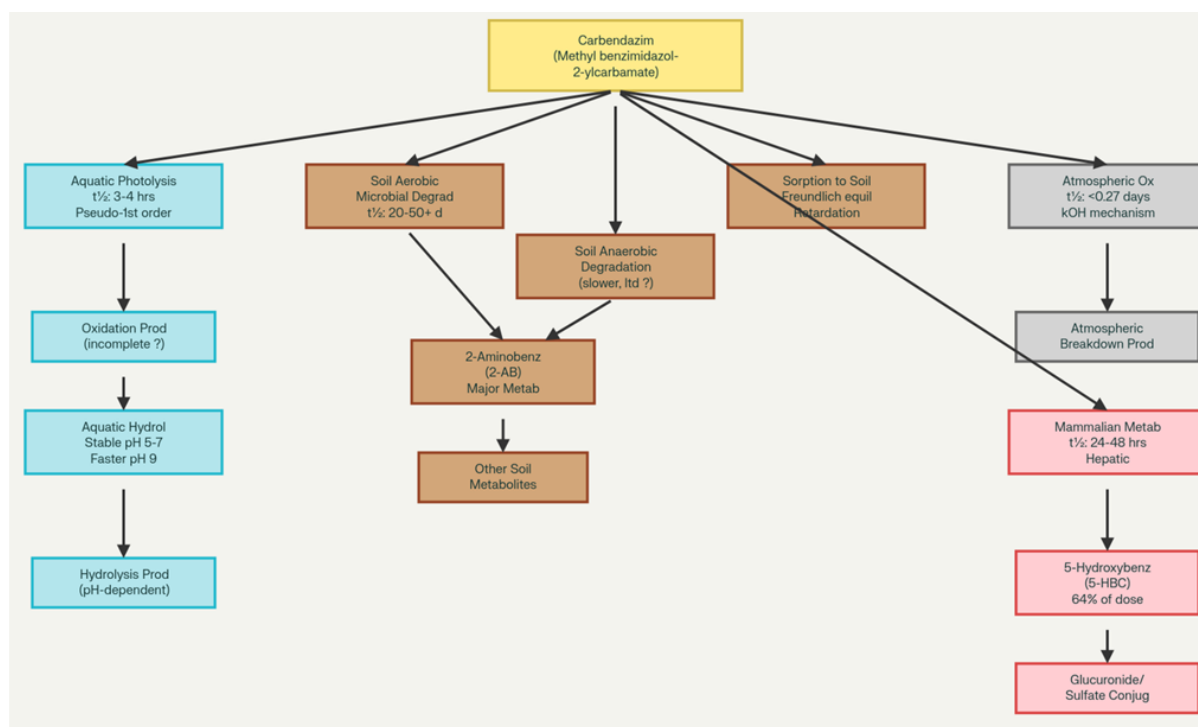 Carbendazim
(Methyl benzimidazol-
2-ylcarbamate)
Aquatic Photolysis
t½: 3-4 hrs
Pseudo-1st order
Soil Aerobic
Microbial Degrad
t½: 20-50+ d
Sorption to Soil
Freundlich equil
Retardation
Atmospheric Ox
t½: <0.27 days
kOH mechanism
Soil Anaerobic
Degradation
(slower, ltd ?)
Oxidation Prod
(incomplete ?)
2-Aminobenz
(2-AB)
Major Metab
Atmospheric
Breakdown Prod
Aquatic Hydrol
Stable pH 5-7
Faster pH 9
Other Soil
Metabolites
Mammalian Metab
t½: 24-48 hrs
Hepatic
Hydrolysis Prod
(pH-dependent)
5-Hydroxybenz
(5-HBC)
64% of dose
Glucuronide/
Sulfate Conjug